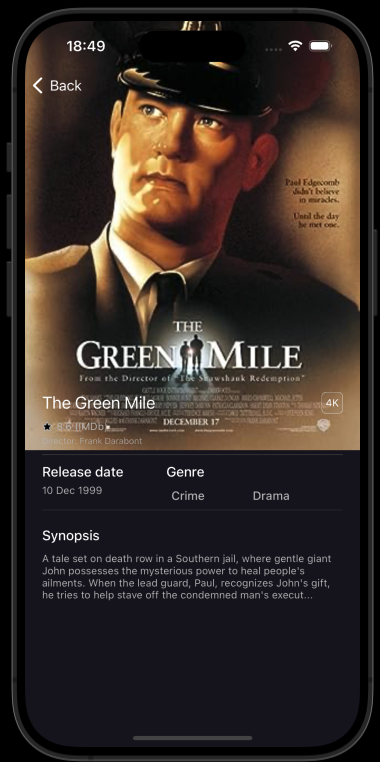 18:49
Back
Paul Edgecomb
didn't believe
in miracles.
Until the day
he met one.
THE
GREEN MILE
From the Director of "The Shawshank Redemption"
The Green Mile
4K
DECEMBER 17
Director: Frank Darabont
Release date
Genre
10 Dec 1999
Crime
Drama
Synopsis
A tale set on death row in a Southern jail, where gentle giant
John possesses the mysterious power to heal people's
ailments. When the lead guard, Paul, recognizes John's gift,
he tries to help stave off the condemned man's execut...